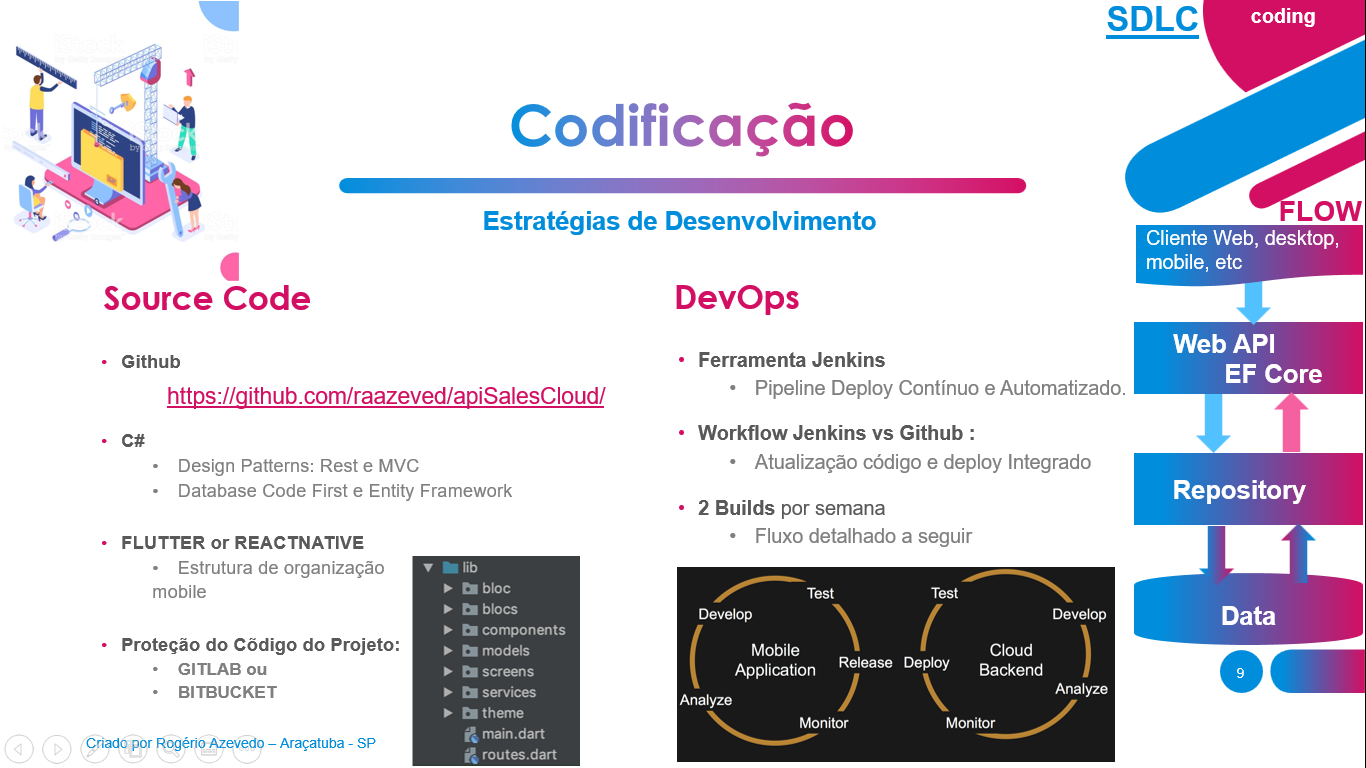 SDLC
coding
Codificação
Estratégias de Desenvolvimento
Source Code
• Github
https://github.com/raazeved/apiSalesCloud/
• C#
• Design Patterns: Rest e MVC
• Database Code First e Entity Framework
• FLUTTER or REACTNATIVE
• Estrutura de organização
mobile
• Proteção do Cõdigo do Projeto:
• GITLAB ou
• BITBUCKET
lib
bloc
blocs
components
models
screens
services
theme
main.dart
routes.dart
Criado por Rogério Azevedo – Araçatuba - SP
DevOps
• Ferramenta Jenkins
• Pipeline Deploy Contínuo e Automatizado.
• Workflow Jenkins vs Github :
• Atualização código e deploy Integrado
• 2 Builds por semana
• Fluxo detalhado a seguir
Test
Develop
Mobile
Application
Release
Analyze
Monitor
Test
Develop
Cloud
Backend
Deploy
Analyze
Monitor
FLOW
Cliente Web, desktop,
mobile, etc
Web API
EF Core
Repository
Data
9